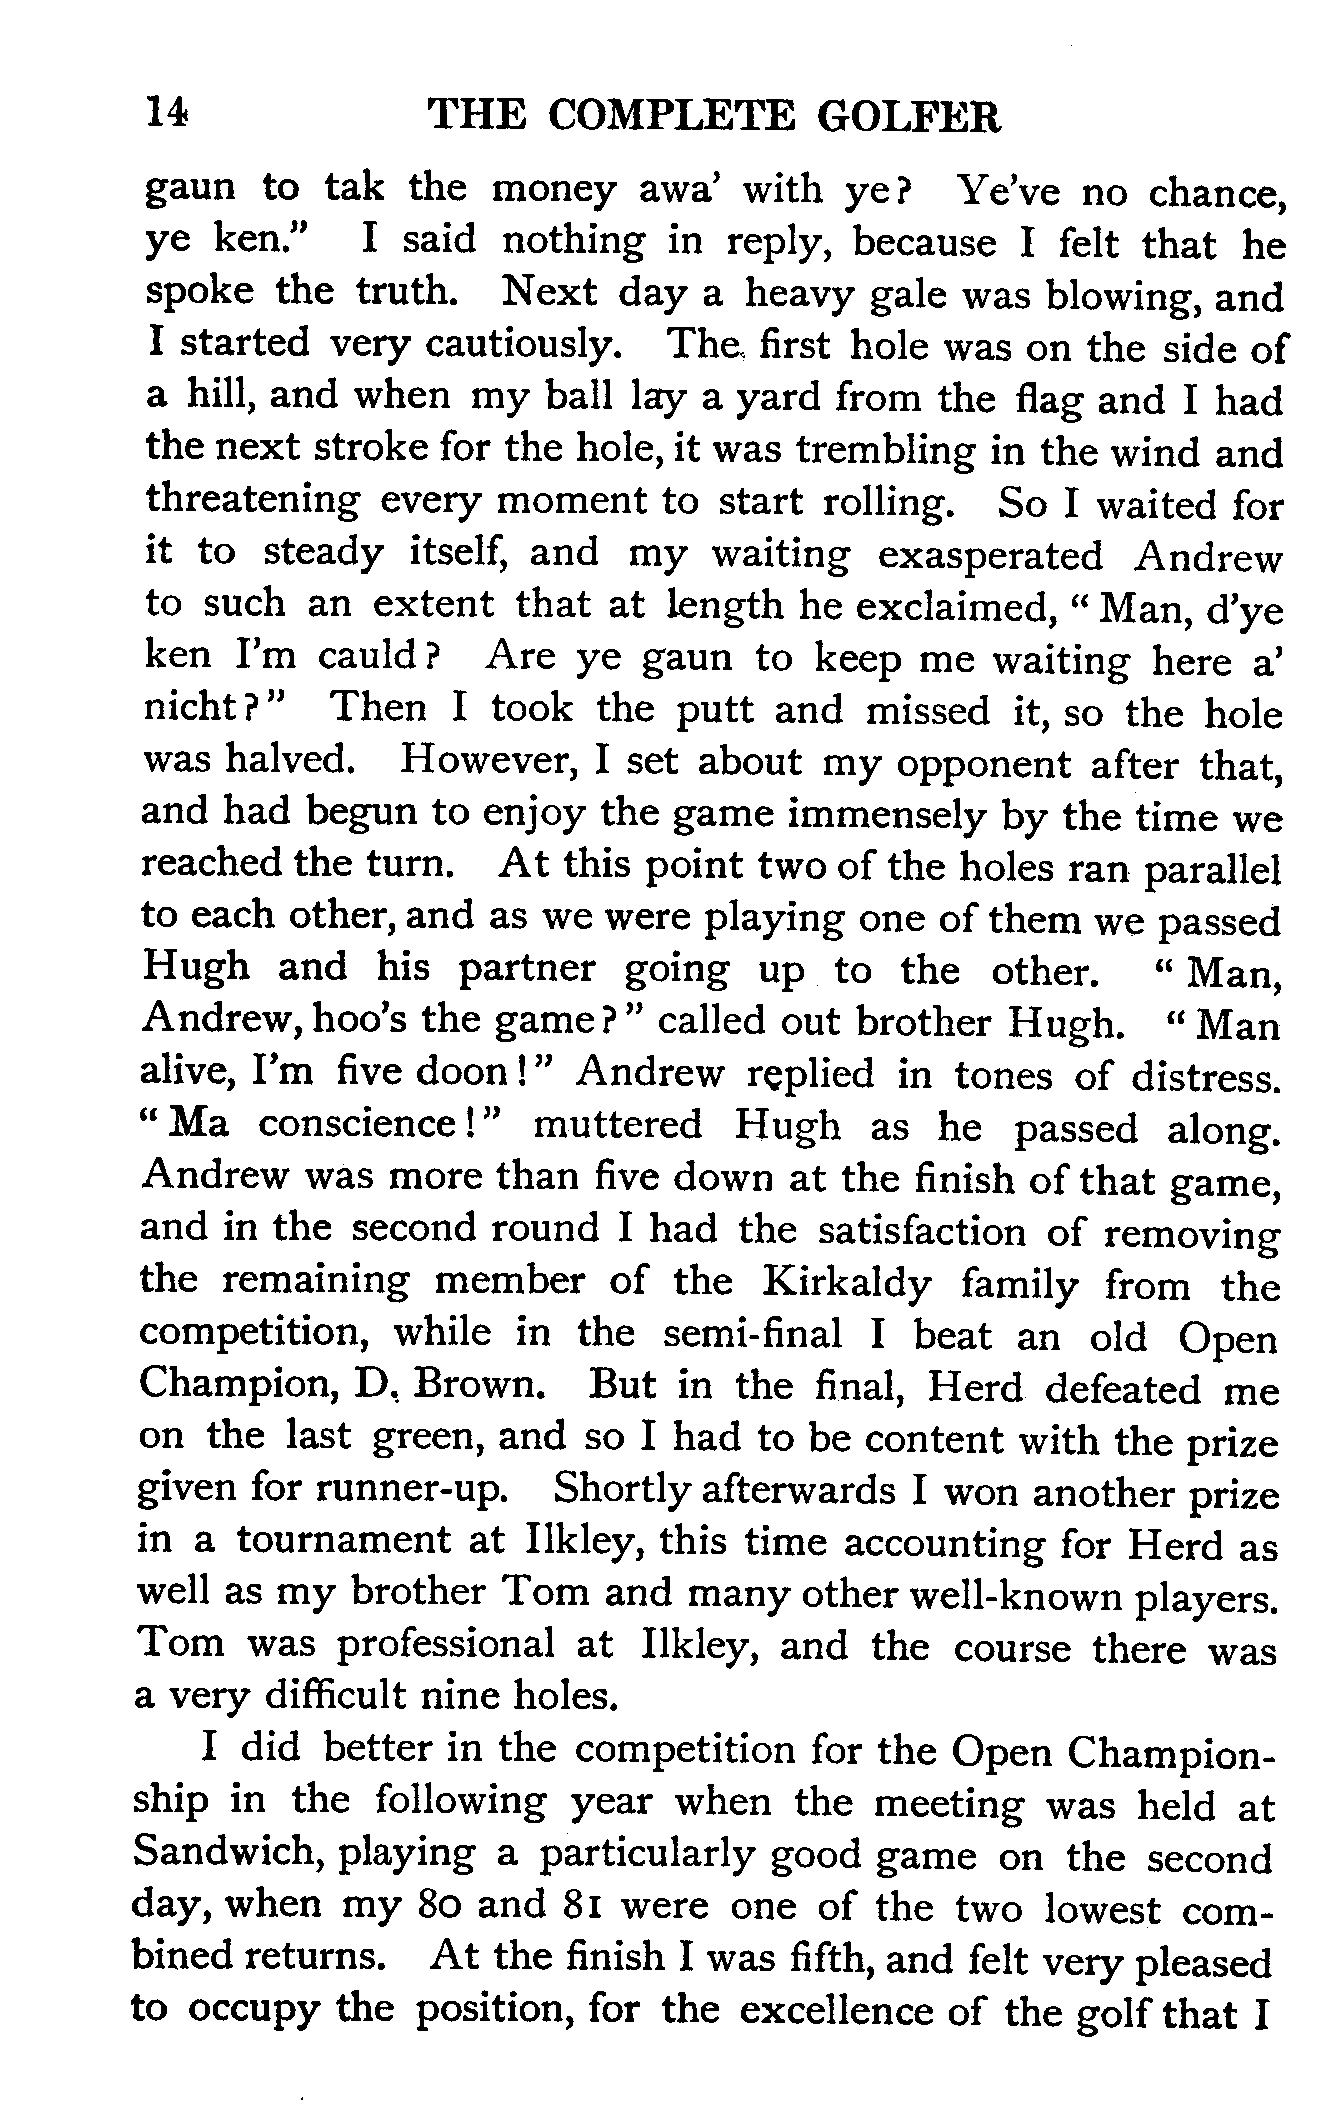 14 THE COMPLETE GOLFER
gaun to tak the money awa' with ye? Ye've no chance,
ye ken." I said nothing in reply, because I felt that he
spoke the truth. Next day a heavy gale was blowing, and
I started very cautiously. The first hole was on the side of
a hill, and when my ball lay a yard from the flag and I had
the next stroke for the hole, it was trembling in the wind and
threatening every moment to start rolling. So I waited for
it to steady itself, and my waiting exasperated Andrew
to such an extent that at length he exclaimed, "Man, d'ye
ken I'm cauld? Are ye gaun to keep me waiting here a'
nicht?" Then I took the putt and missed it, so the hole
was halved. However, I set about my opponent after that,
and had begun to enjoy the game immensely by the time we
reached the turn. At this point two of the holes ran parallel
to each other, and as we were playing one of them we passed
Hugh and his partner going up to the other. "Man,
Andrew, hoo's the game?" called out brother Hugh. "Man
alive, I'm five doon!" Andrew replied in tones of distress.
"Ma conscience!" muttered Hugh as he passed along.
Andrew was more than five down at the finish of that game,
and in the second round I had the satisfaction of removing
the remaining member of the Kirkaldy family from the
competition, while in the semi-final I beat an old Open
Champion, D. Brown. But in the final, Herd defeated me
on the last green, and so I had to be content with the prize
given for runner-up. Shortly afterwards I won another prize
in a tournament at Ilkley, this time accounting for Herd as
well as my brother Tom and many other well-known players.
Tom was professional at Ilkley, and the course there was
a very difficult nine holes.
I did better in the competition for the Open Champion-
ship in the following year when the meeting was held at
Sandwich, playing a particularly good game on the second
day, when my 80 and 81 were one of the two lowest com-
bined returns. At the finish I was fifth, and felt very pleased
to occupy the position, for the excellence of the golf that I